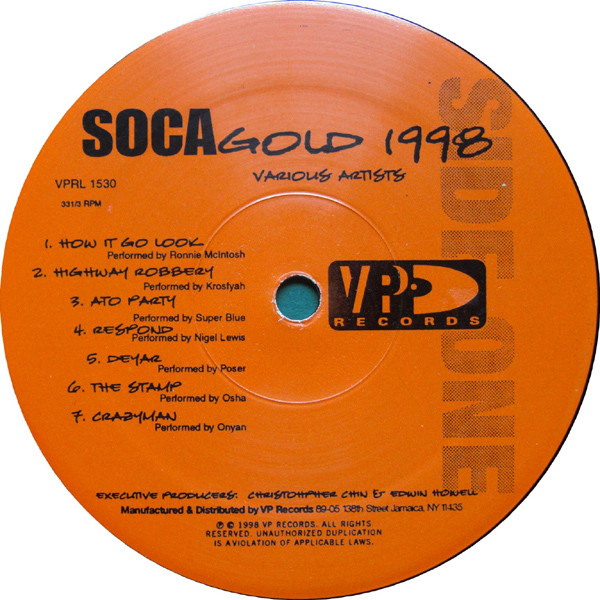 SOCA GOLD 1998
VARIOUS ARTISTS
VPRL 1530
331/3 RPM
SIDE ONE
1. HOW IT GO LOOK
Performed by Ronnie McIntosh
2. HIGHWAY ROBBERY
Performed by Krosfyah
3. ATO PARTY
Performed by Super Blue
4. RESPOND
Performed by Nigel Lewis
5. DEYAR
Performed by Poser
6. THE STAMP
Performed by Osha
7. CRAZYMAN
Performed by Onyan
VP
RECORDS
EXECUTIVE PRODUCERS: CHRISTOHPHER CHIN & EDWIN HOWELL
Manufactured & Distributed by VP Records 89-05 138th Street Jamaica, NY 11435
℗ © 1998 VP RECORDS. ALL RIGHTS
RESERVED. UNAUTHORIZED DUPLICATION
IS A VIOLATION OF APPLICABLE LAWS.